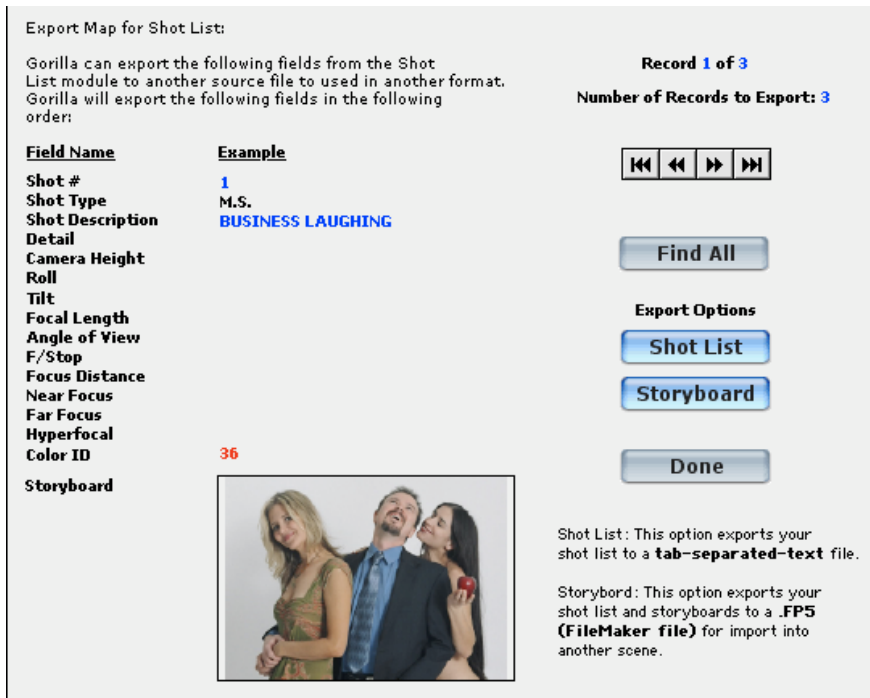 Export Map for Shot List:
Gorilla can export the following fields from the Shot
List module to another source file to used in another format.
Gorilla will export the following fields in the following
order:
Field Name Example
Shot # 1
Shot Type M.S.
Shot Description BUSINESS LAUGHING
Detail
Camera Height
Roll
Tilt
Focal Length
Angle of View
F/Stop
Focus Distance
Near Focus
Far Focus
Hyperfocal
Color ID 36
Storyboard
Record 1 of 3
Number of Records to Export: 3
Find All
Export Options
Shot List
Storyboard
Done
Shot List: This option exports your
shot list to a tab-separated-text file.
Storybord: This option exports your
shot list and storyboards to a .FP5
(FileMaker file) for import into
another scene.